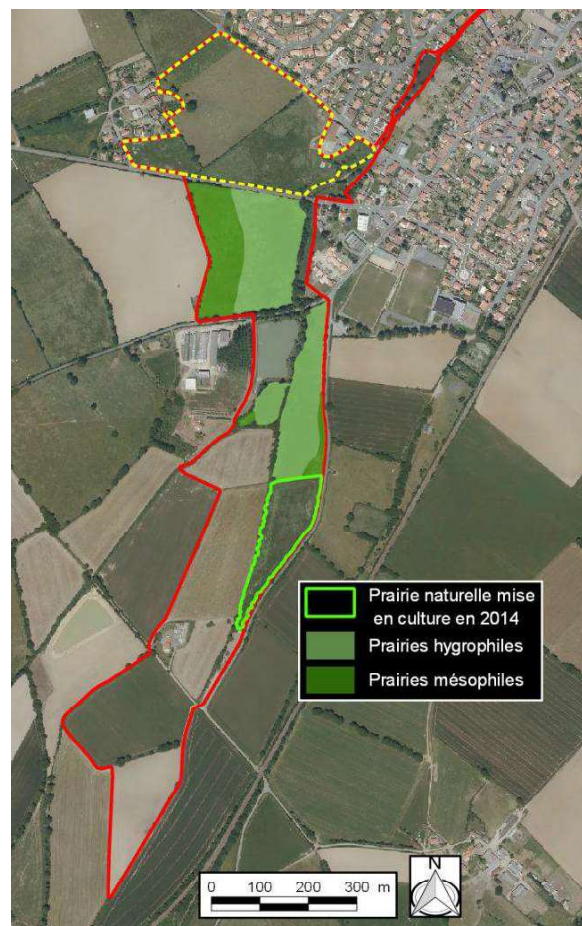 Prairie naturelle mise
en culture en 2014
Prairies hygrophiles
Prairies mésophiles
0 100 200 300 m
N